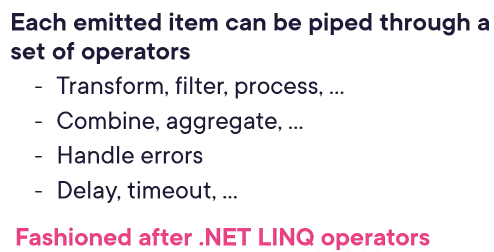 Each emitted item can be piped through a
set of operators
- Transform, filter, process, ...
- Combine, aggregate, ...
- Handle errors
- Delay, timeout, ...
Fashioned after .NET LINQ operators